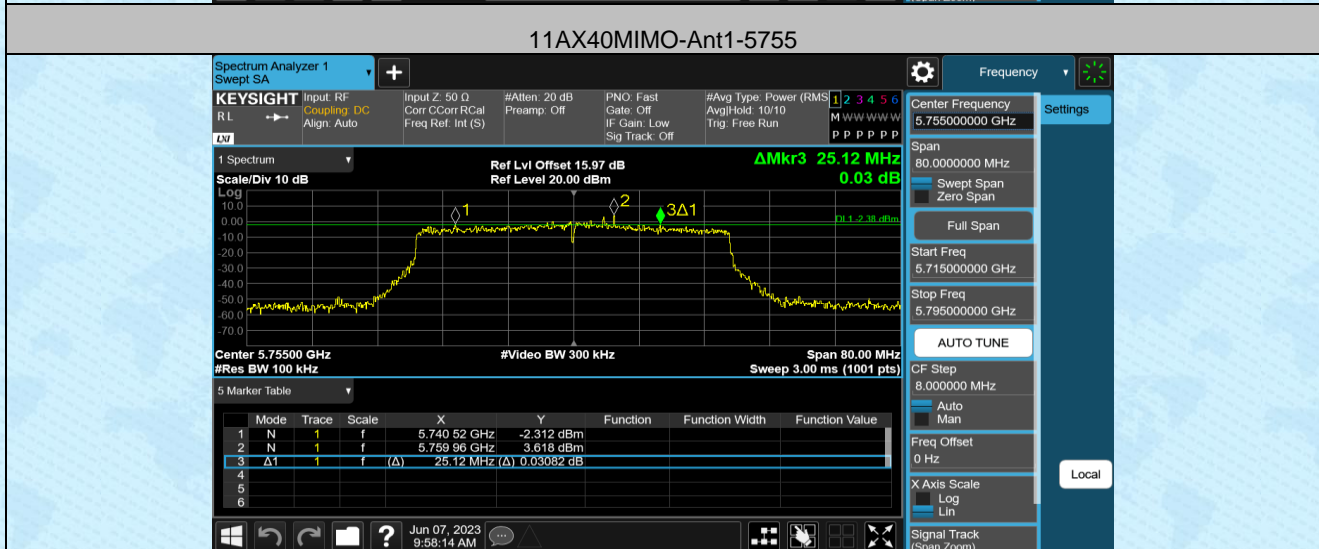 11AX40MIMO-Ant1-5755
Spectrum Analyzer 1
Swept SA
Frequency
KEYSIGHT
RL
LXI
Input: RF
Coupling: DC
Align: Auto
Input Z: 50 Ω
Corr CCorr RCal
Freq Ref: Int (S)
#Atten: 20 dB
Preamp: Off
PNO: Fast
Gate: Off
IF Gain: Low
Sig Track: Off
#Avg Type: Power (RMS
Avg|Hold: 10/10
Trig: Free Run
1 2 3 4 5 6
M W W W W W
P P P P P P
Center Frequency
5.755000000 GHz
Settings
Span
80.0000000 MHz
Swept Span
Zero Span
Full Span
Start Freq
5.715000000 GHz
Stop Freq
5.795000000 GHz
AUTO TUNE
CF Step
8.000000 MHz
Auto
Man
Freq Offset
0 Hz
X Axis Scale
Log
Lin
Signal Track
(Span Zoom)
Local
1 Spectrum
Scale/Div 10 dB
Ref Lvl Offset 15.97 dB
Ref Level 20.00 dBm
ΔMkr3 25.12 MHz
0.03 dB
Log
10.0
0.00
-10.0
-20.0
-30.0
-40.0
-50.0
-60.0
-70.0
1
2
3Δ1
DL1 -2.38 dBm
Center 5.75500 GHz
#Video BW 300 kHz
Span 80.00 MHz
#Res BW 100 kHz
Sweep 3.00 ms (1001 pts)
5 Marker Table
Mode Trace Scale X Y Function Function Width Function Value
1 N 1 f 5.740 52 GHz -2.312 dBm
2 N 1 f 5.759 96 GHz 3.618 dBm
3 Δ1 1 f (Δ) 25.12 MHz (Δ) 0.03082 dB
4
5
6
?
Jun 07, 2023
9:58:14 AM